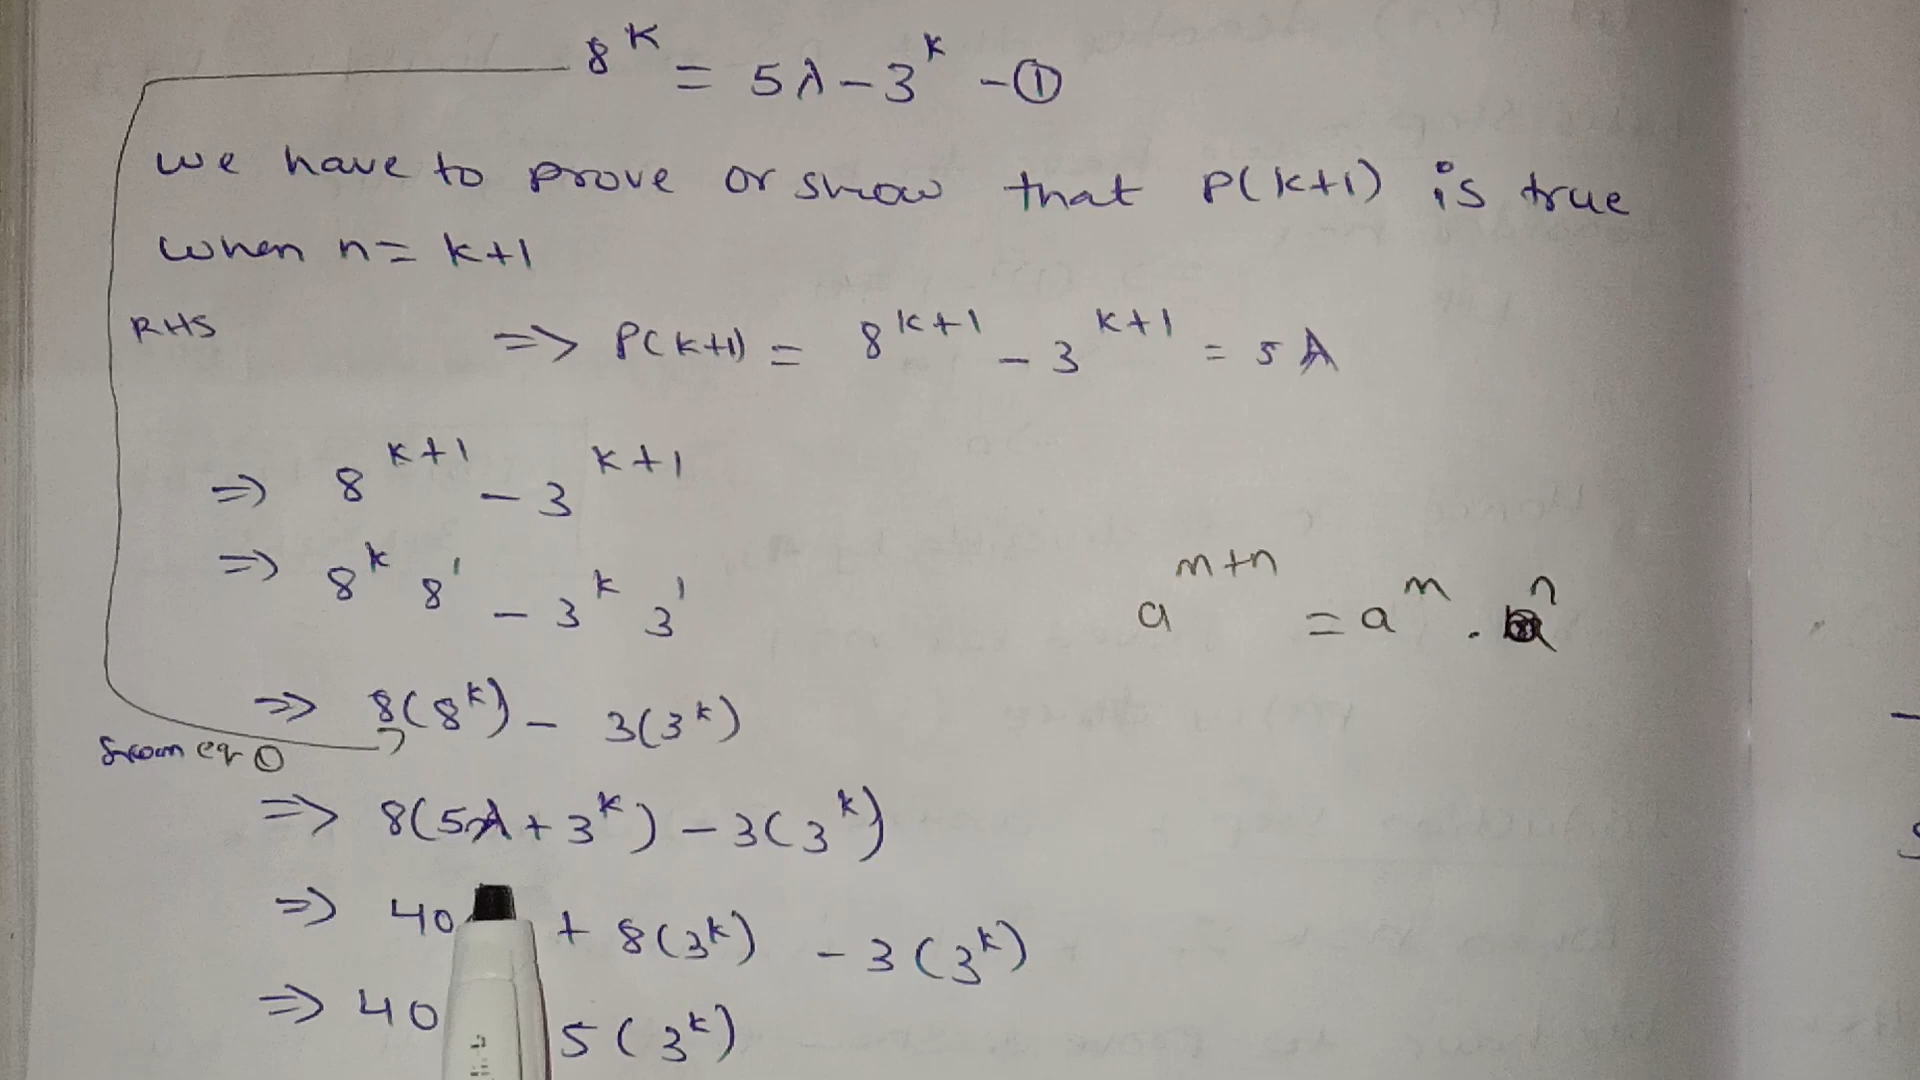 8^k = 5λ - 3^k - ①
we have to prove or show that P(k+1) is true
when n = k+1
RHS
=> P(k+1) = 8^{k+1} - 3^{k+1} = 5λ
=> 8^{k+1} - 3^{k+1}
=> 8^k 8^1 - 3^k 3^1
a^{m+n} = a^m . a^n
=> 8(8^k) - 3(3^k)
from eq ①
=> 8(5λ + 3^k) - 3(3^k)
=> 40 + 8(3^k) - 3(3^k)
=> 40 5(3^k)